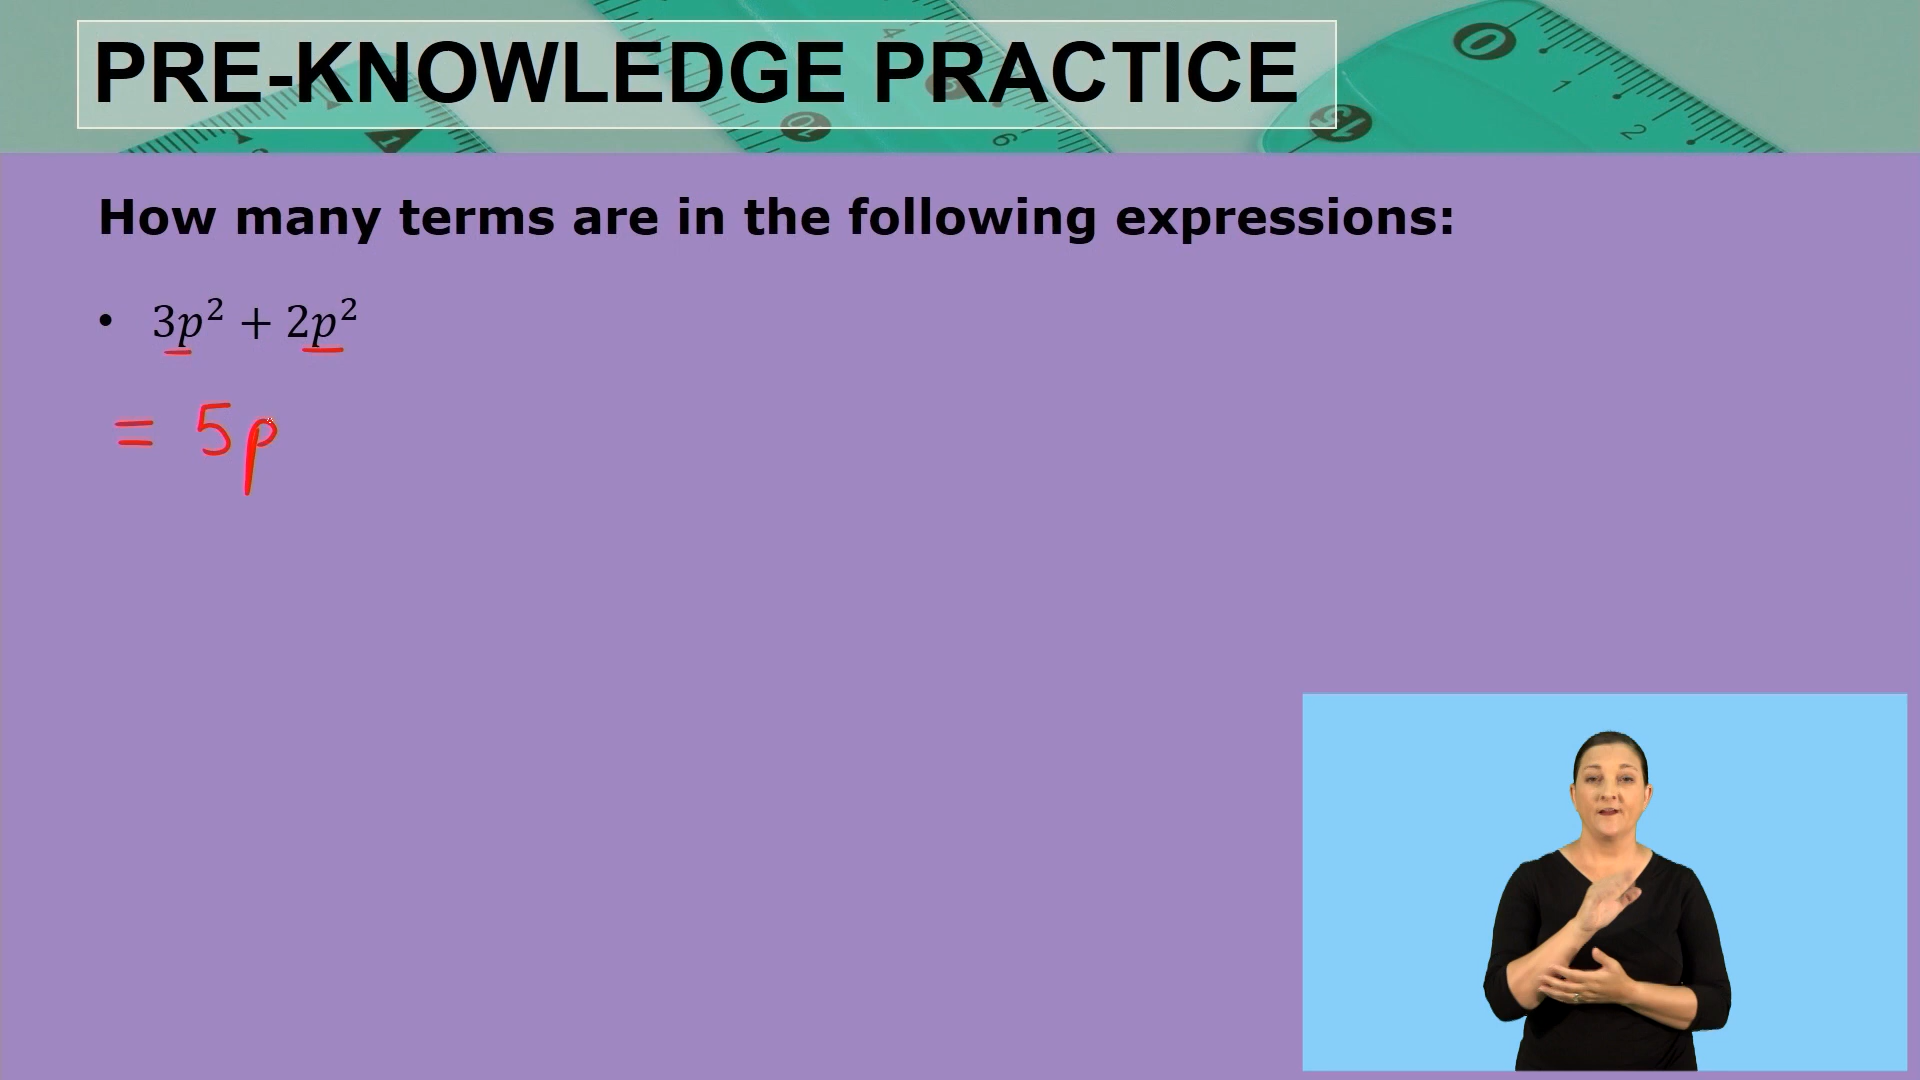 PRE-KNOWLEDGE PRACTICE
How many terms are in the following expressions:
• 3p² + 2p²
= 5p